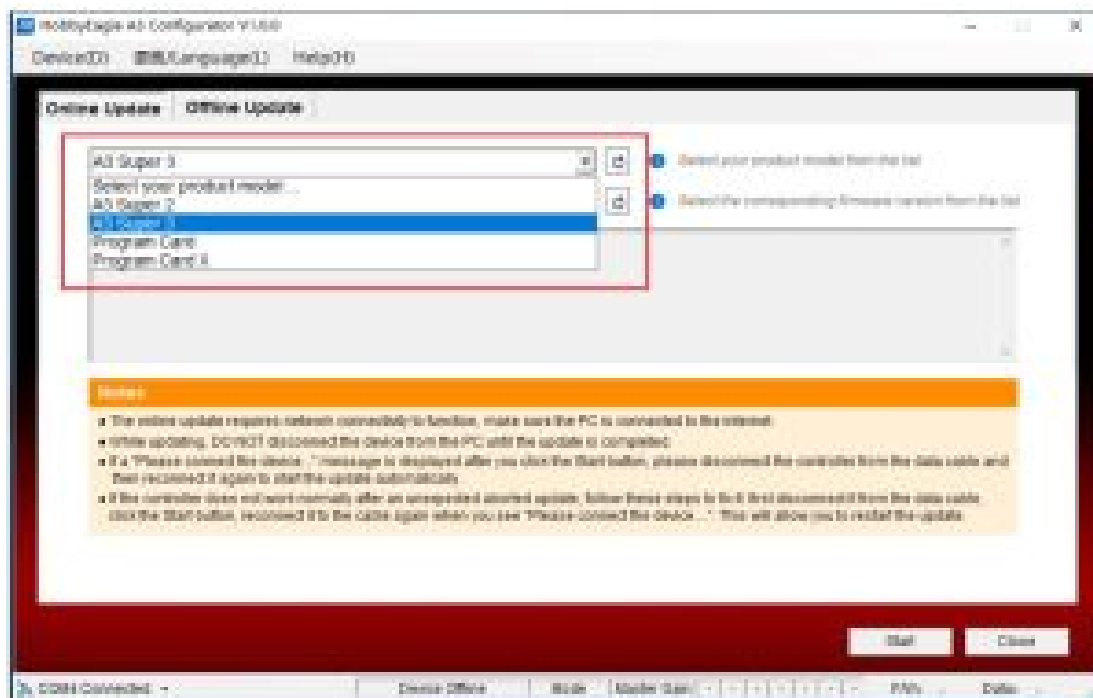 HobbyEagle A3 Configurator V1.0.0
Device(D) 语言/Language(L) Help(H)
Online Update Offline Update
A3 Super 3 Select your product model from the list
Select your product model ...
A3 Super 2 Select the corresponding firmware version from the list
A3 Super 3
Program Card
Program Card II
Notes
The online update requires network connectivity to function, make sure the PC is connected to the internet.
While updating, DO NOT disconnect the device from the PC until the update is completed.
If a "Please connect the device..." message is displayed after you click the Start button, please disconnect the controller from the data cable and
then reconnect it again to start the update automatically.
If the controller does not work normally after an unexpected aborted update, follow these steps to fix it: first disconnect it from the data cable,
click the Start button, reconnect it to the cable again when you see "Please connect the device...". This will allow you to restart the update.
Start Close
Connected Device Offline Mode Master Gain - - - - - - - PAN: Delay: